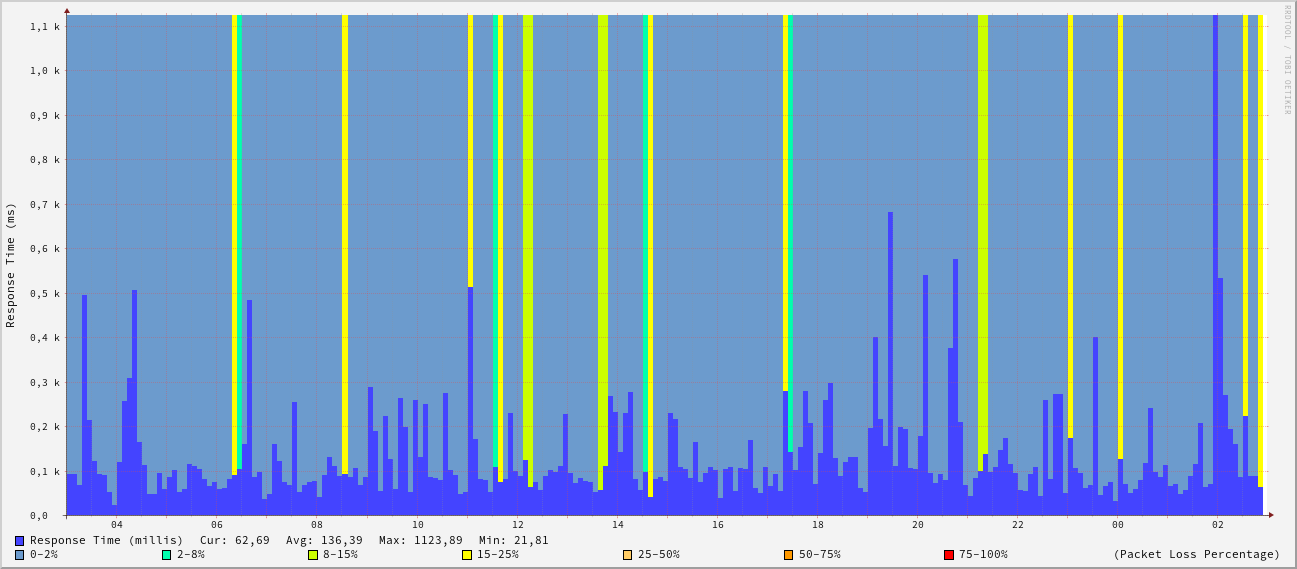 RRDTOOL / TOBI OETIKER
Response Time (ms)
1,1 k
1,0 k
0,9 k
0,8 k
0,7 k
0,6 k
0,5 k
0,4 k
0,3 k
0,2 k
0,1 k
0,0
04 06 08 10 12 14 16 18 20 22 00 02
Response Time (millis) Cur: 62,69 Avg: 136,39 Max: 1123,89 Min: 21,81
0-2% 2-8% 8-15% 15-25% 25-50% 50-75% 75-100% (Packet Loss Percentage)